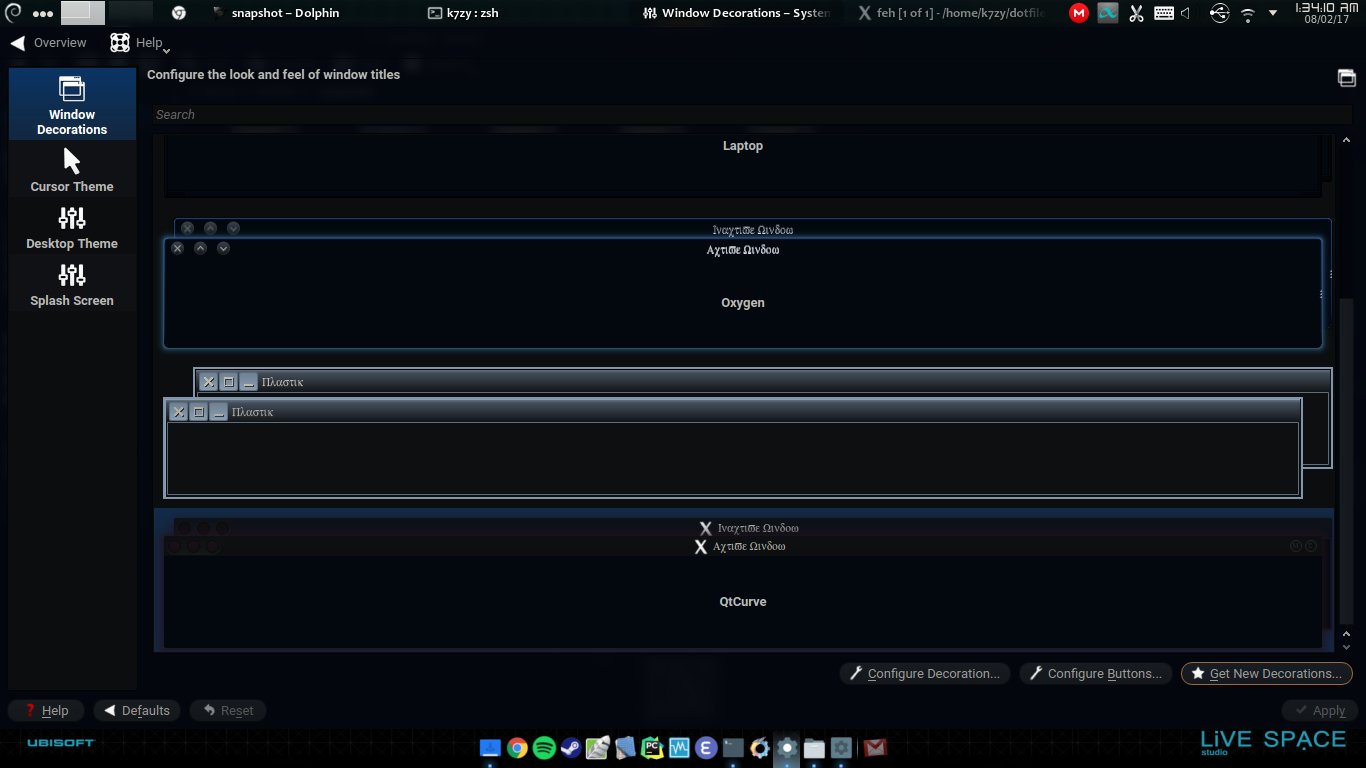 snapshot – Dolphin
k7zy : zsh
Window Decorations – System
feh [1 of 1] - /home/k7zy/dotfile
M
1:34:10 AM
08/02/17
Overview
Help
Configure the look and feel of window titles
Search
Window
Decorations
Cursor Theme
Desktop Theme
Splash Screen
Laptop
Ιναχτιϖε Ωινδοω
Αχτιϖε Ωινδοω
Oxygen
Πλαστικ
Πλαστικ
Ιναχτιϖε Ωινδοω
Αχτιϖε Ωινδοω
QtCurve
Configure Decoration...
Configure Buttons...
Get New Decorations...
? Help
Defaults
Reset
Apply
UBISOFT
PC
E
LiVE SPACE
studio